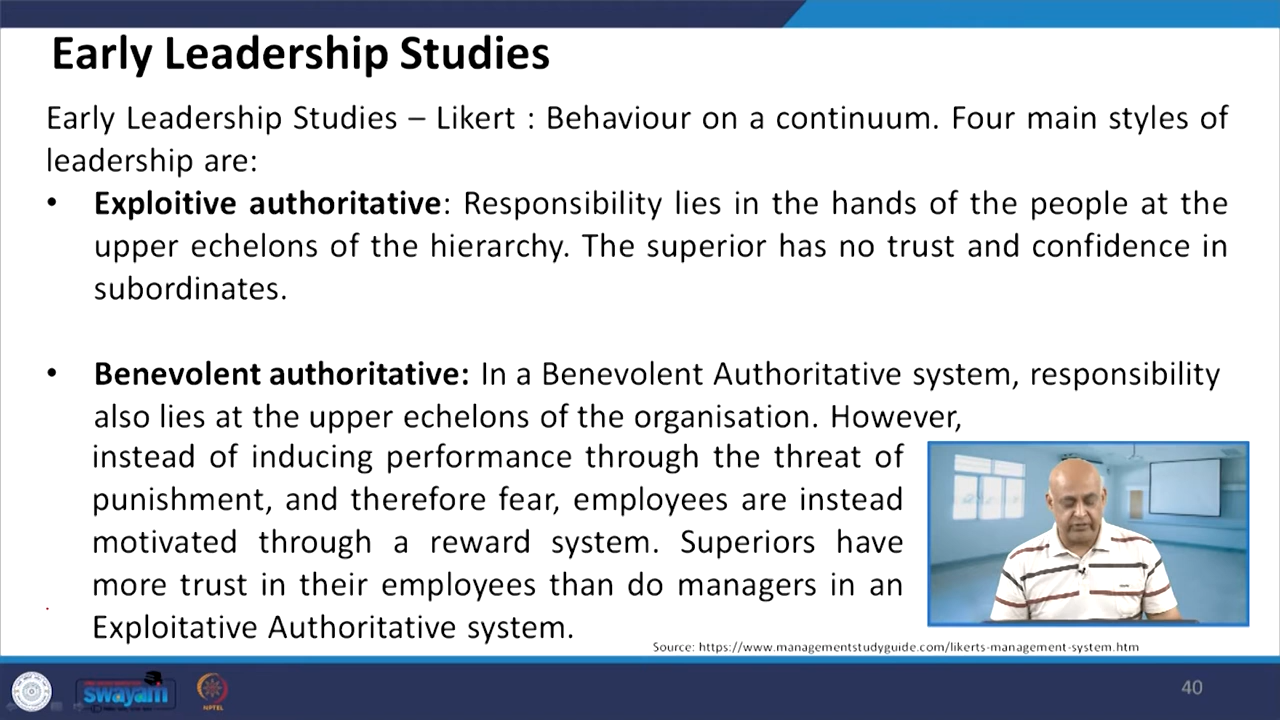 Early Leadership Studies
Early Leadership Studies – Likert : Behaviour on a continuum. Four main styles of
leadership are:
• Exploitive authoritative: Responsibility lies in the hands of the people at the
upper echelons of the hierarchy. The superior has no trust and confidence in
subordinates.
• Benevolent authoritative: In a Benevolent Authoritative system, responsibility
also lies at the upper echelons of the organisation. However,
instead of inducing performance through the threat of
punishment, and therefore fear, employees are instead
motivated through a reward system. Superiors have
more trust in their employees than do managers in an
Exploitative Authoritative system.
Source: https://www.managementstudyguide.com/likerts-management-system.htm
swayam
NPTEL
40